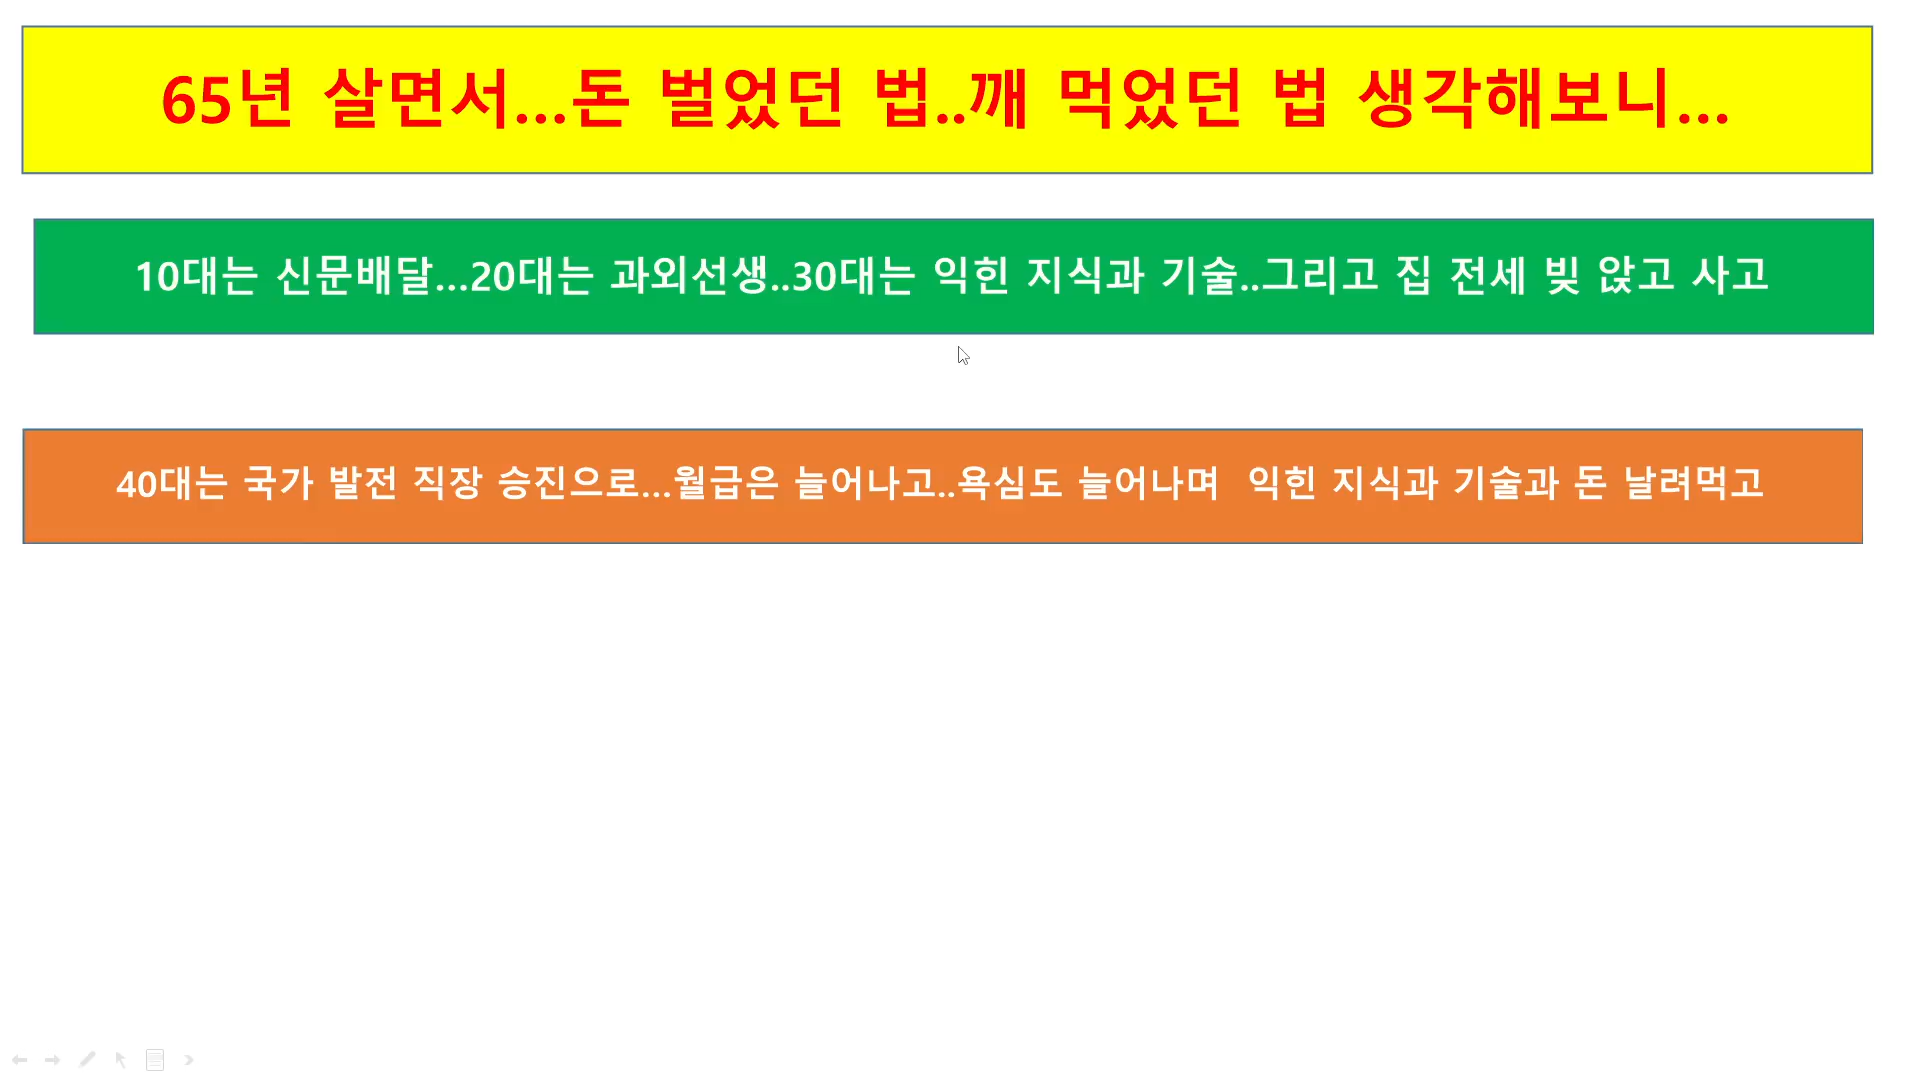 65년 살면서...돈 벌었던 법..깨 먹었던 법 생각해보니...
10대는 신문배달...20대는 과외선생..30대는 익힌 지식과 기술..그리고 집 전세 빚 앉고 사고
40대는 국가 발전 직장 승진으로...월급은 늘어나고..욕심도 늘어나며  익힌 지식과 기술과 돈 날려먹고